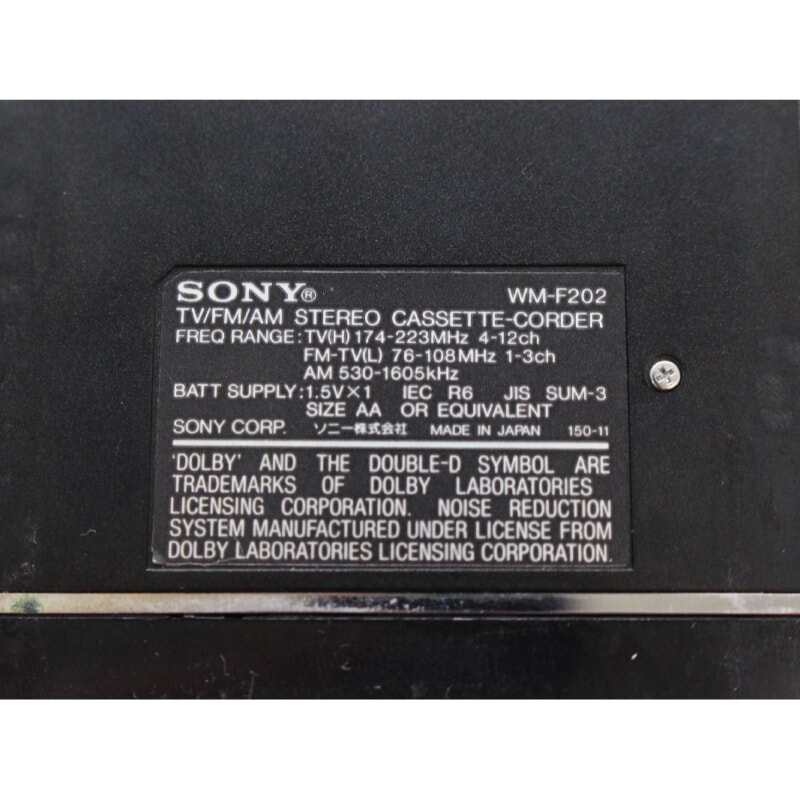 SONY® WM-F202
TV/FM/AM STEREO CASSETTE-CORDER
FREQ RANGE: TV(H) 174-223MHz 4-12ch
FM-TV(L) 76-108MHz 1-3ch
AM 530-1605kHz
BATT SUPPLY: 1.5V×1 IEC R6 JIS SUM-3
SIZE AA OR EQUIVALENT
SONY CORP. ソニー株式会社 MADE IN JAPAN 150-11
'DOLBY' AND THE DOUBLE-D SYMBOL ARE
TRADEMARKS OF DOLBY LABORATORIES
LICENSING CORPORATION. NOISE REDUCTION
SYSTEM MANUFACTURED UNDER LICENSE FROM
DOLBY LABORATORIES LICENSING CORPORATION.